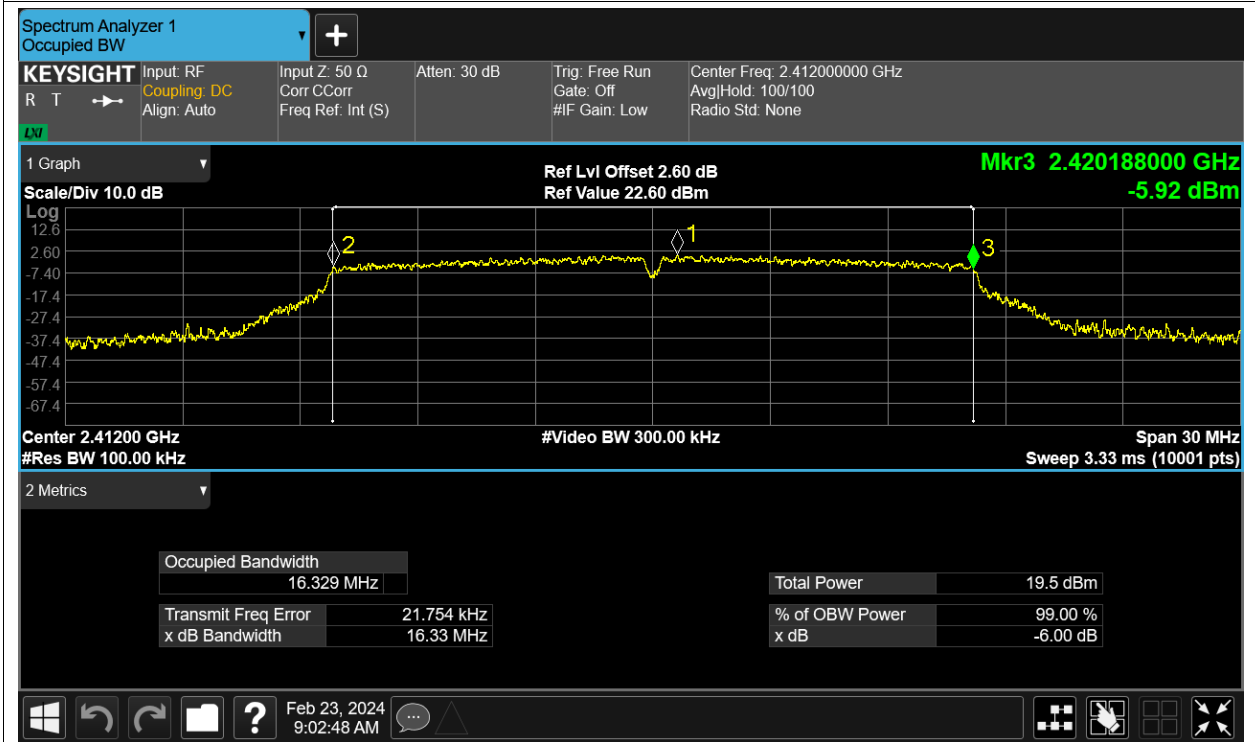 Spectrum Analyzer 1
Occupied BW
+
KEYSIGHT
R T
LXI
Input: RF
Coupling: DC
Align: Auto
Input Z: 50 Ω
Corr CCorr
Freq Ref: Int (S)
Atten: 30 dB
Trig: Free Run
Gate: Off
#IF Gain: Low
Center Freq: 2.412000000 GHz
Avg|Hold: 100/100
Radio Std: None
1 Graph
Scale/Div 10.0 dB
Ref Lvl Offset 2.60 dB
Ref Value 22.60 dBm
Mkr3 2.420188000 GHz
-5.92 dBm
Log
12.6
2.60
-7.40
-17.4
-27.4
-37.4
-47.4
-57.4
-67.4
2
1
3
Center 2.41200 GHz
#Video BW 300.00 kHz
Span 30 MHz
#Res BW 100.00 kHz
Sweep 3.33 ms (10001 pts)
2 Metrics
Occupied Bandwidth
16.329 MHz
Total Power 19.5 dBm
Transmit Freq Error 21.754 kHz
% of OBW Power 99.00 %
x dB Bandwidth 16.33 MHz
x dB -6.00 dB
?
Feb 23, 2024
9:02:48 AM